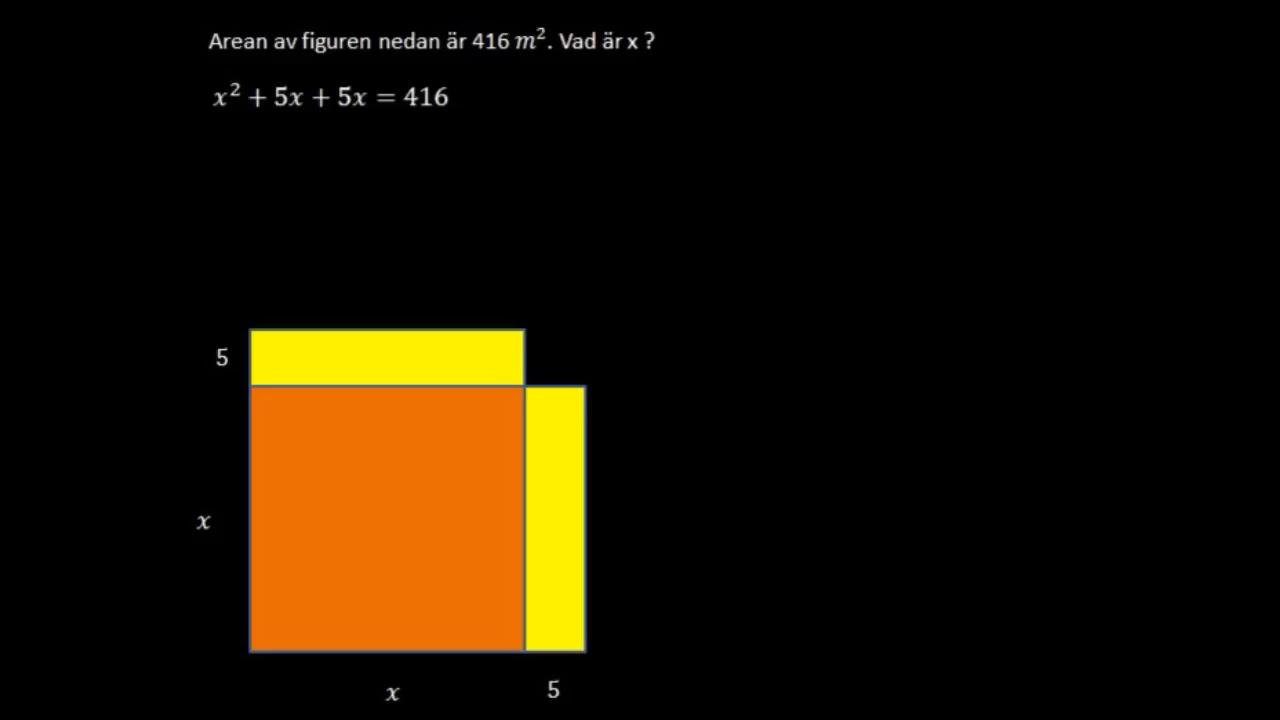 Arean av figuren nedan är 416 m². Vad är x ?
x² + 5x + 5x = 416
5
x
x
5